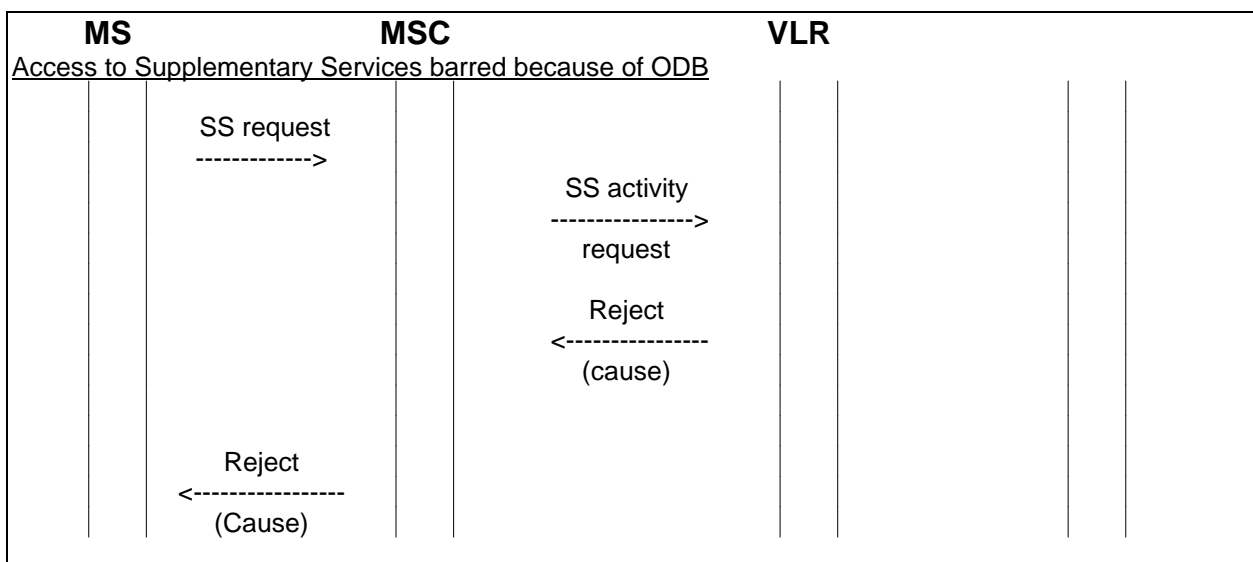 MS MSC VLR
Access to Supplementary Services barred because of ODB
SS request
------------->
SS activity
---------------->
request
Reject
<----------------
(cause)
Reject
<-----------------
(Cause)